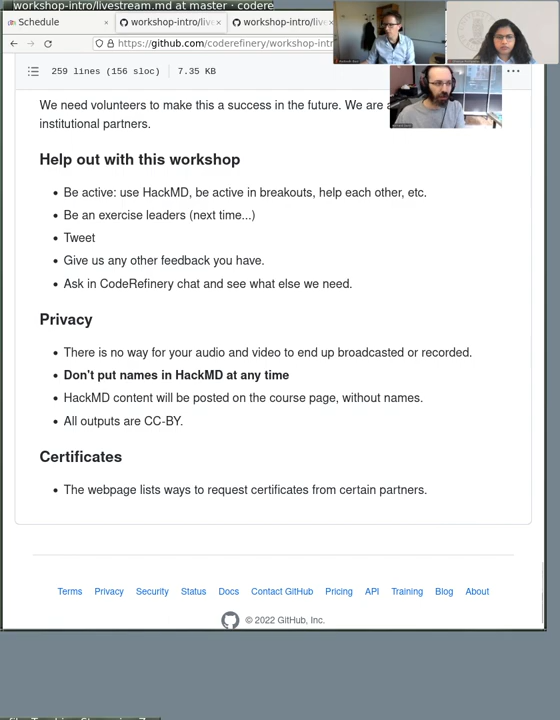 workshop-intro/livestream.md at master · codere
Schedule
workshop-intro/live
workshop-intro/live
https://github.com/coderefinery/workshop-intr
259 lines (156 sloc) 7.35 KB
We need volunteers to make this a success in the future. We are a
institutional partners.
Help out with this workshop
Be active: use HackMD, be active in breakouts, help each other, etc.
Be an exercise leaders (next time...)
Tweet
Give us any other feedback you have.
Ask in CodeRefinery chat and see what else we need.
Privacy
There is no way for your audio and video to end up broadcasted or recorded.
Don't put names in HackMD at any time
HackMD content will be posted on the course page, without names.
All outputs are CC-BY.
Certificates
The webpage lists ways to request certificates from certain partners.
Terms Privacy Security Status Docs Contact GitHub Pricing API Training Blog About
© 2022 GitHub, Inc.